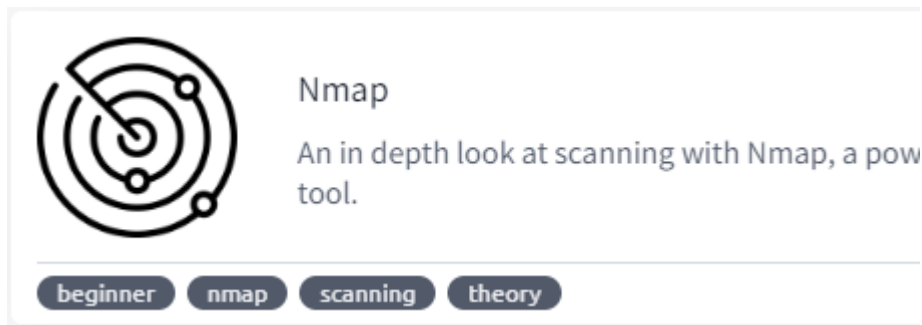 Nmap
An in depth look at scanning with Nmap, a pow
tool.
beginner nmap scanning theory